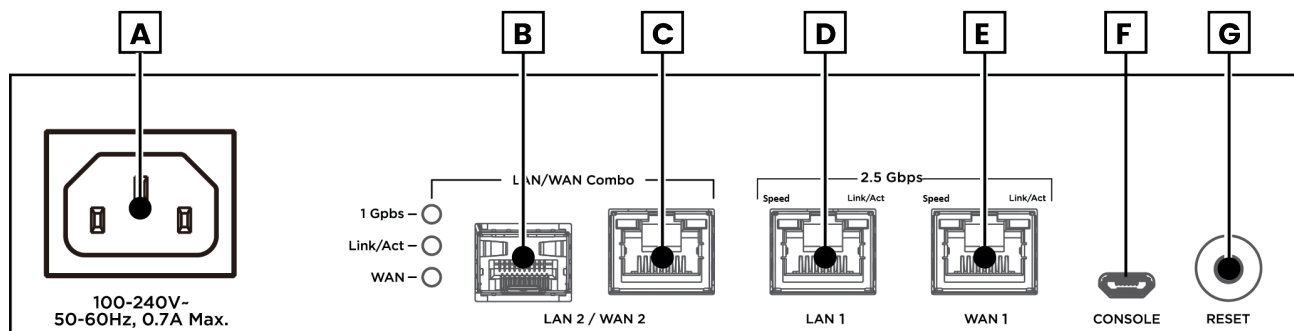 A B C D E F G
LAN/WAN Combo
2.5 Gbps
Speed Link/Act Speed Link/Act
1 Gpbs
Link/Act
WAN
100-240V~
50-60Hz, 0.7A Max.
LAN 2 / WAN 2 LAN 1 WAN 1 CONSOLE RESET